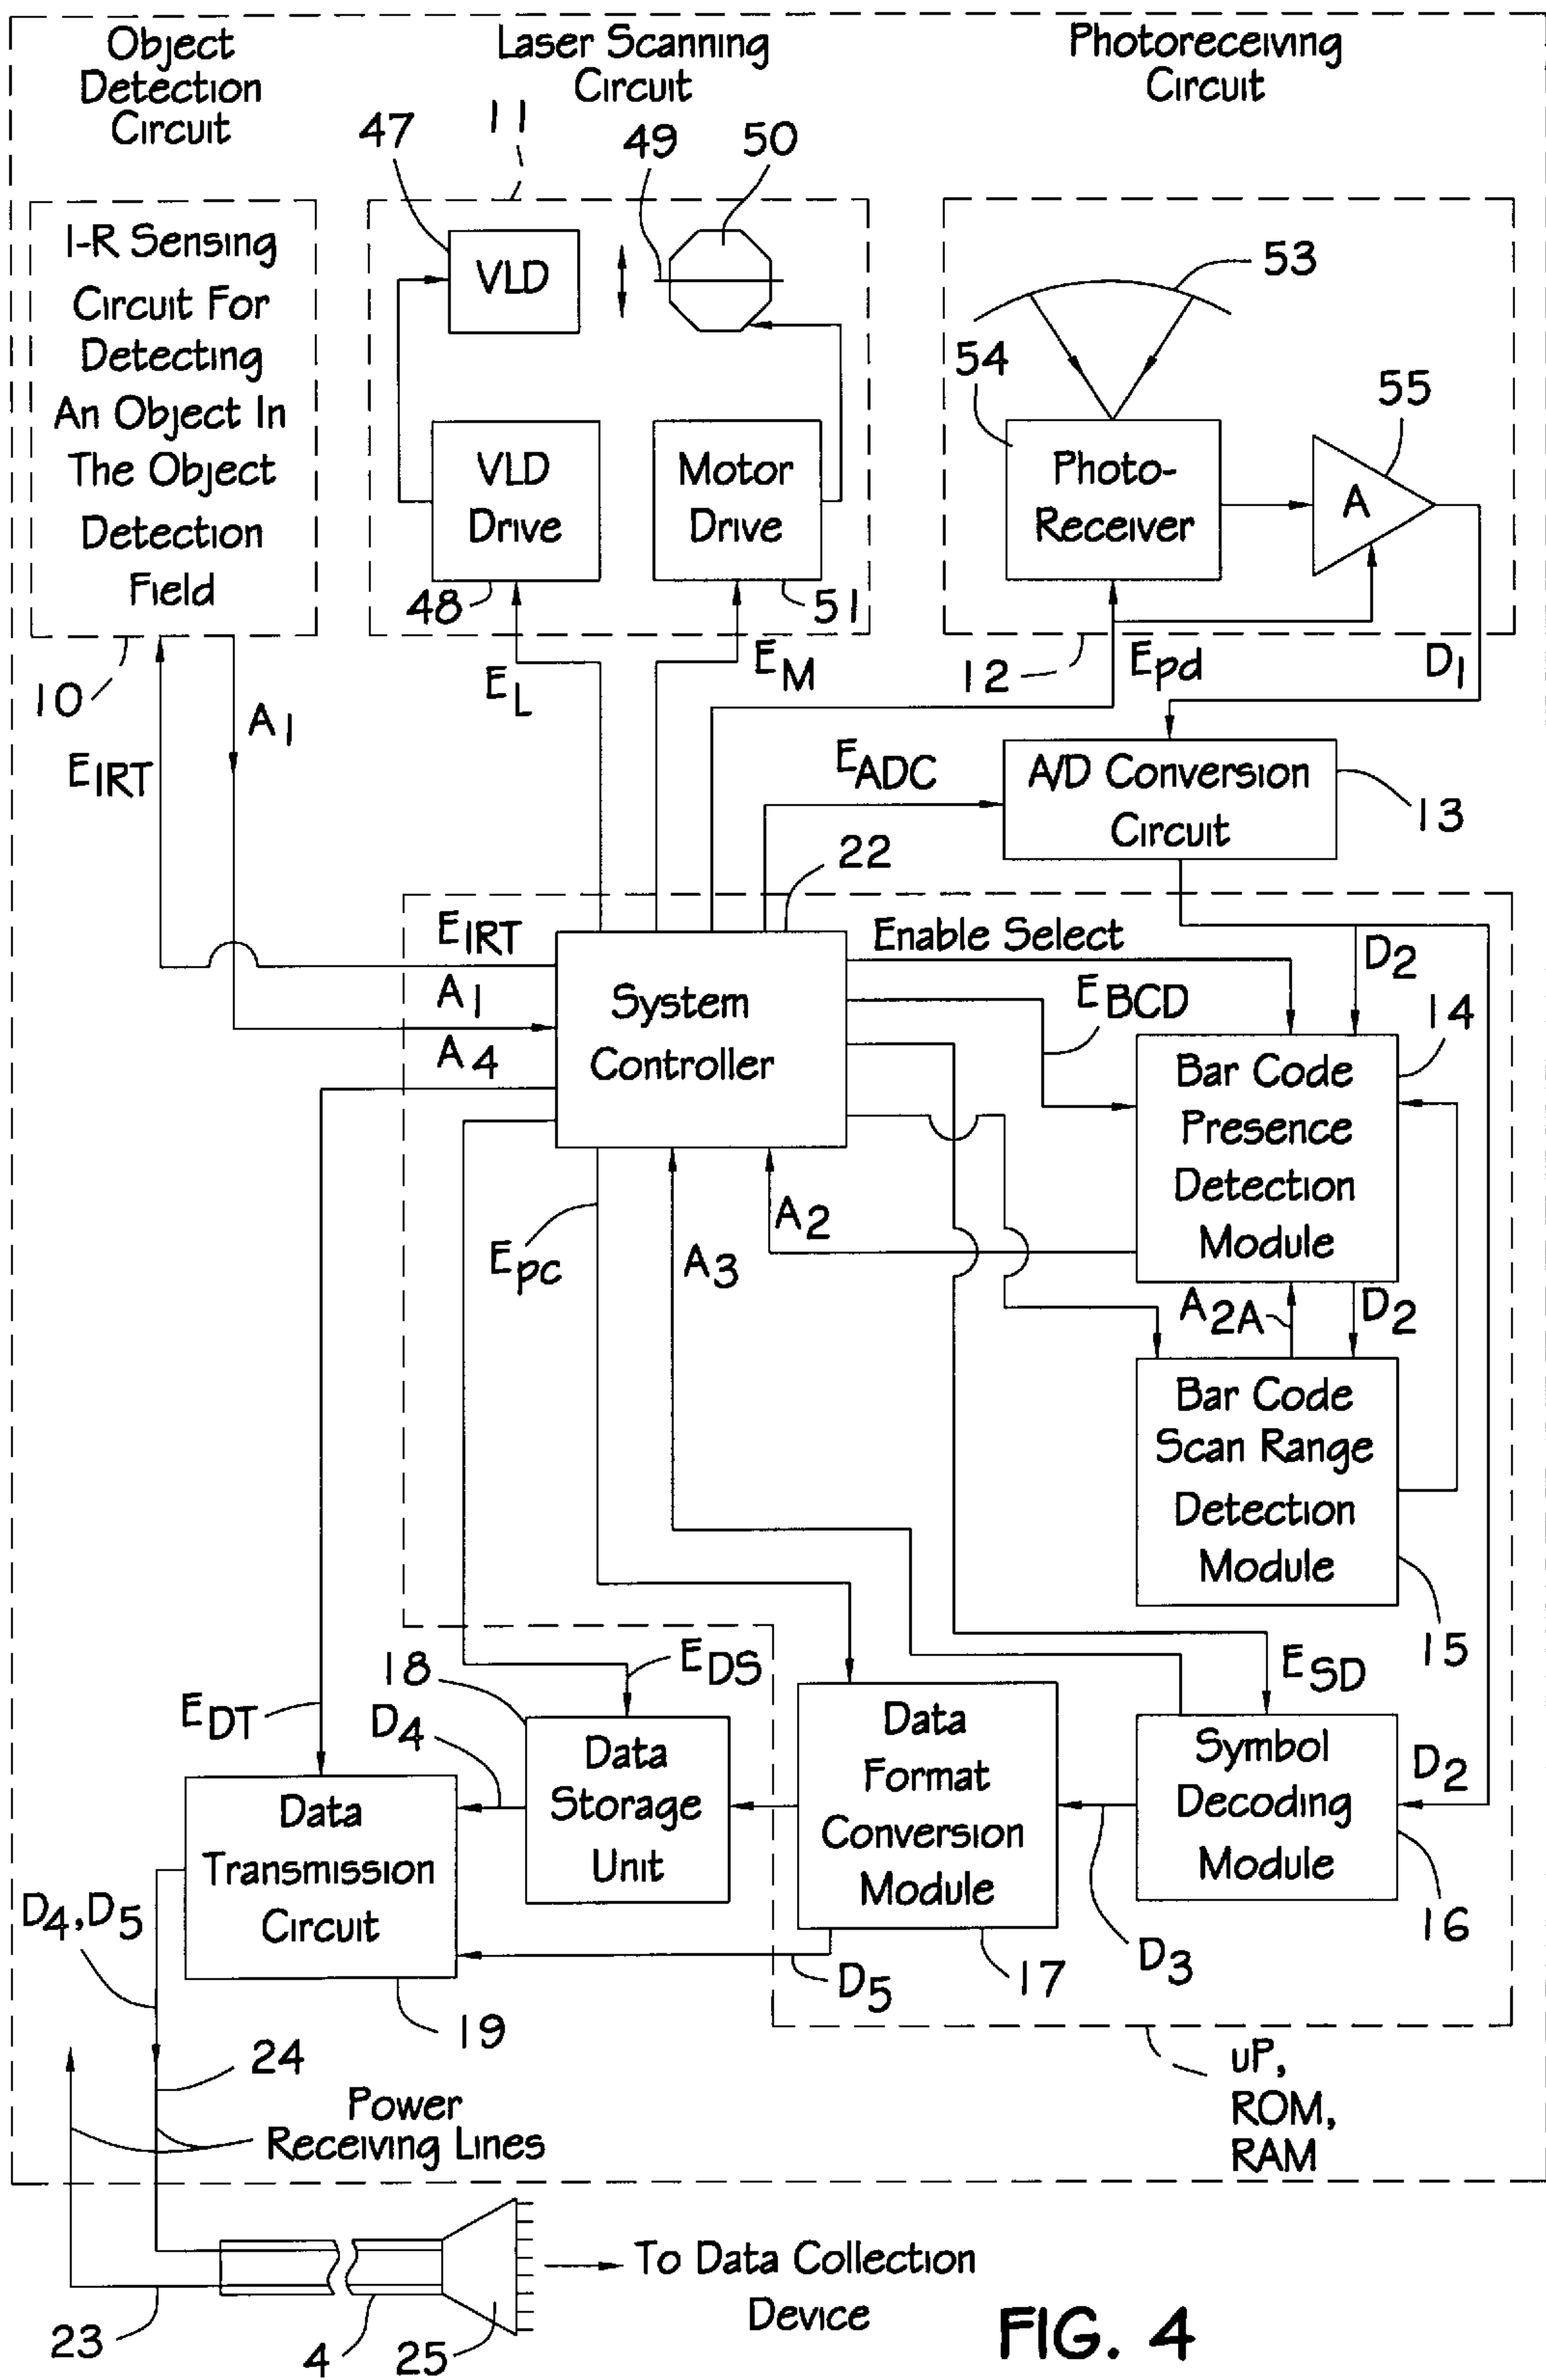 Object
Detection
Circuit
Laser Scanning
Circuit
Photoreceiving
Circuit
11
47
49
50
I-R Sensing
Circuit For
Detecting
An Object In
The Object
Detection
Field
VLD
53
54
55
VLD
Drive
Motor
Drive
Photo-
Receiver
A
48
51
10
EL
EM
12
Epd
D1
A1
EIRT
EADC
A/D Conversion
Circuit
13
22
EIRT
Enable Select
D2
A1
EBCD
14
System
Controller
A4
Bar Code
Presence
Detection
Module
A2
Epc
A3
A2A
D2
Bar Code
Scan Range
Detection
Module
15
18
EDS
ESD
EDT
D4
Data
Storage
Unit
Data
Format
Conversion
Module
Symbol
Decoding
Module
D2
Data
Transmission
Circuit
D4,D5
16
D3
D5
17
19
24
uP,
ROM,
RAM
Power
Receiving Lines
To Data Collection
Device
23
4
25
FIG. 4